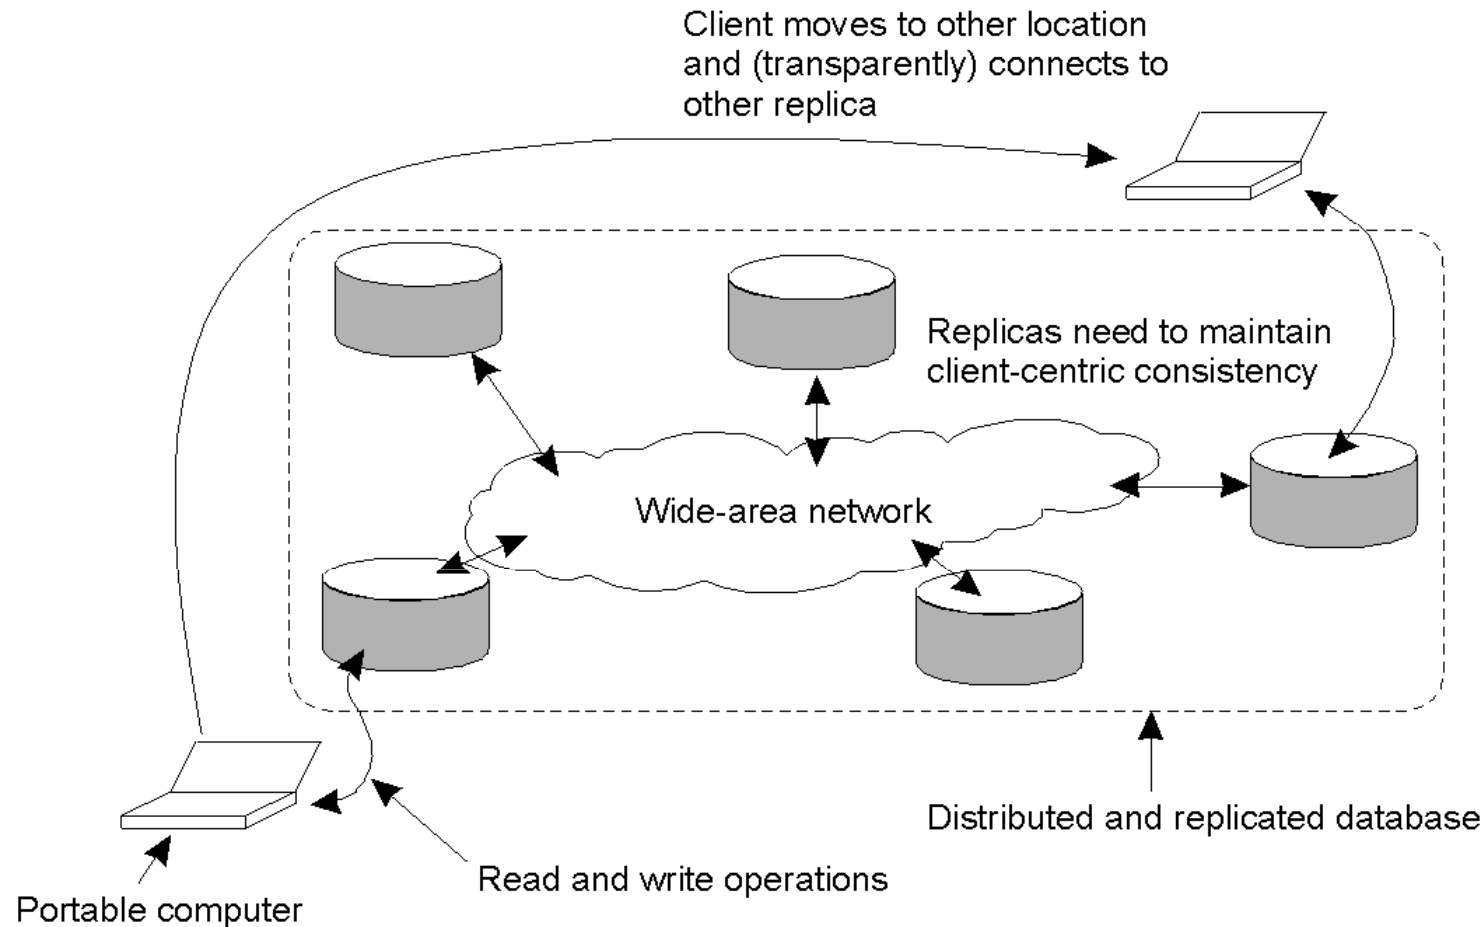 Client moves to other location
and (transparently) connects to
other replica
Replicas need to maintain
client-centric consistency
Wide-area network
Distributed and replicated database
Read and write operations
Portable computer